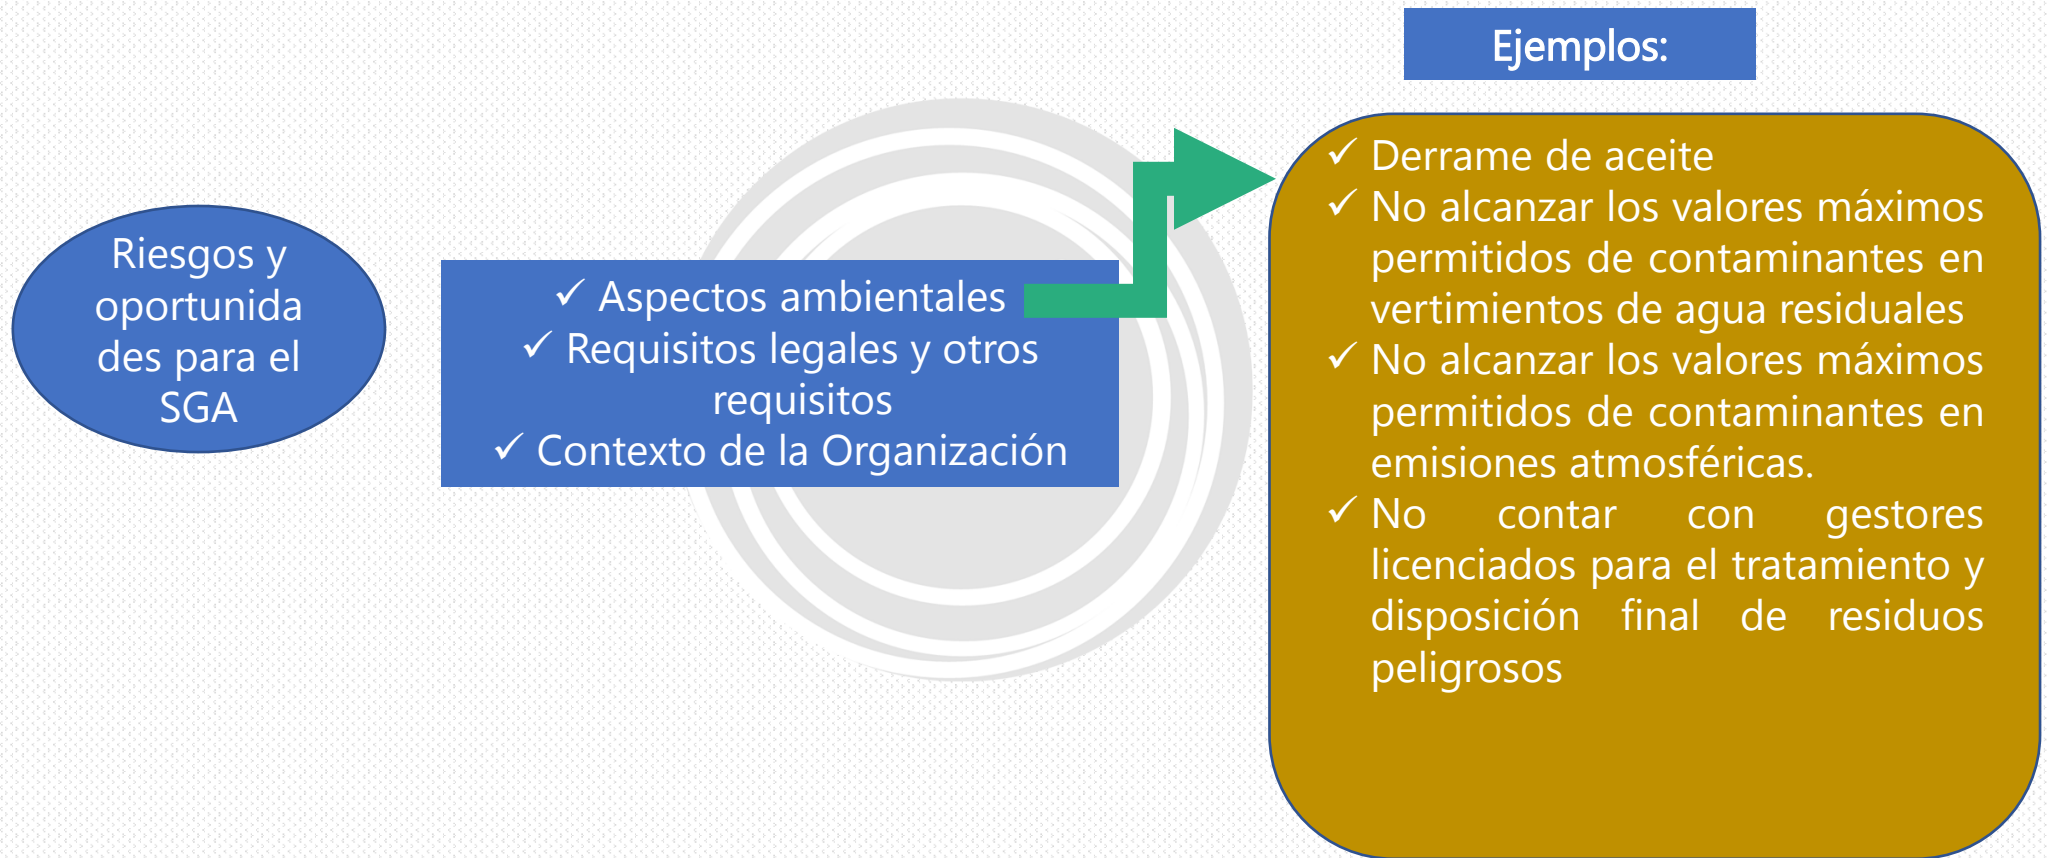 Ejemplos:
Riesgos y
oportunida
des para el
SGA
✓ Aspectos ambientales
✓ Requisitos legales y otros
requisitos
✓ Contexto de la Organización
✓ Derrame de aceite
✓ No alcanzar los valores máximos
permitidos de contaminantes en
vertimientos de agua residuales
✓ No alcanzar los valores máximos
permitidos de contaminantes en
emisiones atmosféricas.
✓ No contar con gestores
licenciados para el tratamiento y
disposición final de residuos
peligrosos